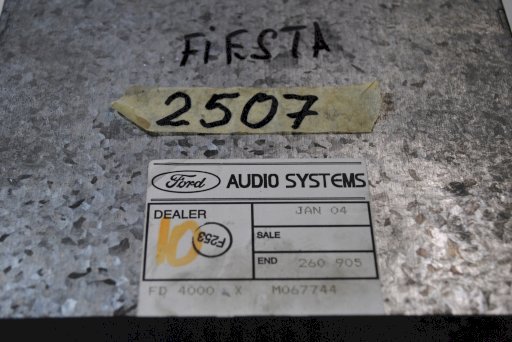 FiESTA
2507
Ford AUDIO SYSTEMS
DEALER
JAN 04
10
F253
SALE
END 260 905
FD 4000 X M067744